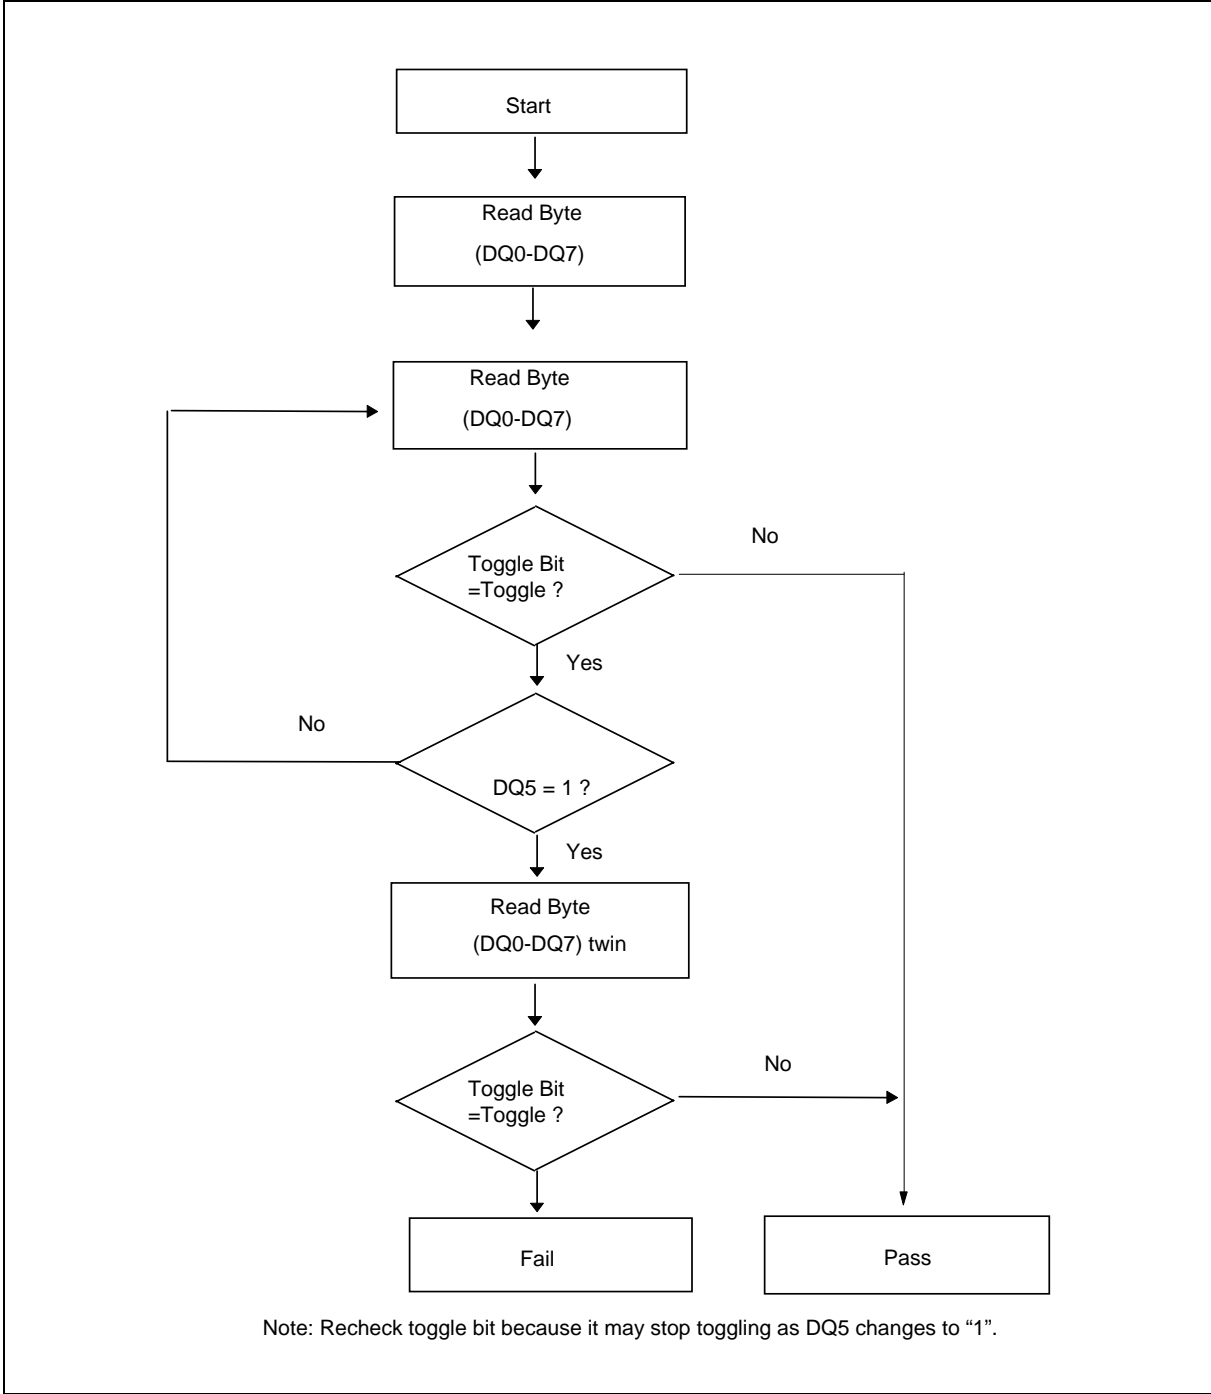 Start
Read Byte
(DQ0-DQ7)
Read Byte
(DQ0-DQ7)
Toggle Bit
=Toggle ?
No
Yes
No
DQ5 = 1 ?
Yes
Read Byte
(DQ0-DQ7) twin
Toggle Bit
=Toggle ?
No
Fail
Pass
Note: Recheck toggle bit because it may stop toggling as DQ5 changes to “1”.